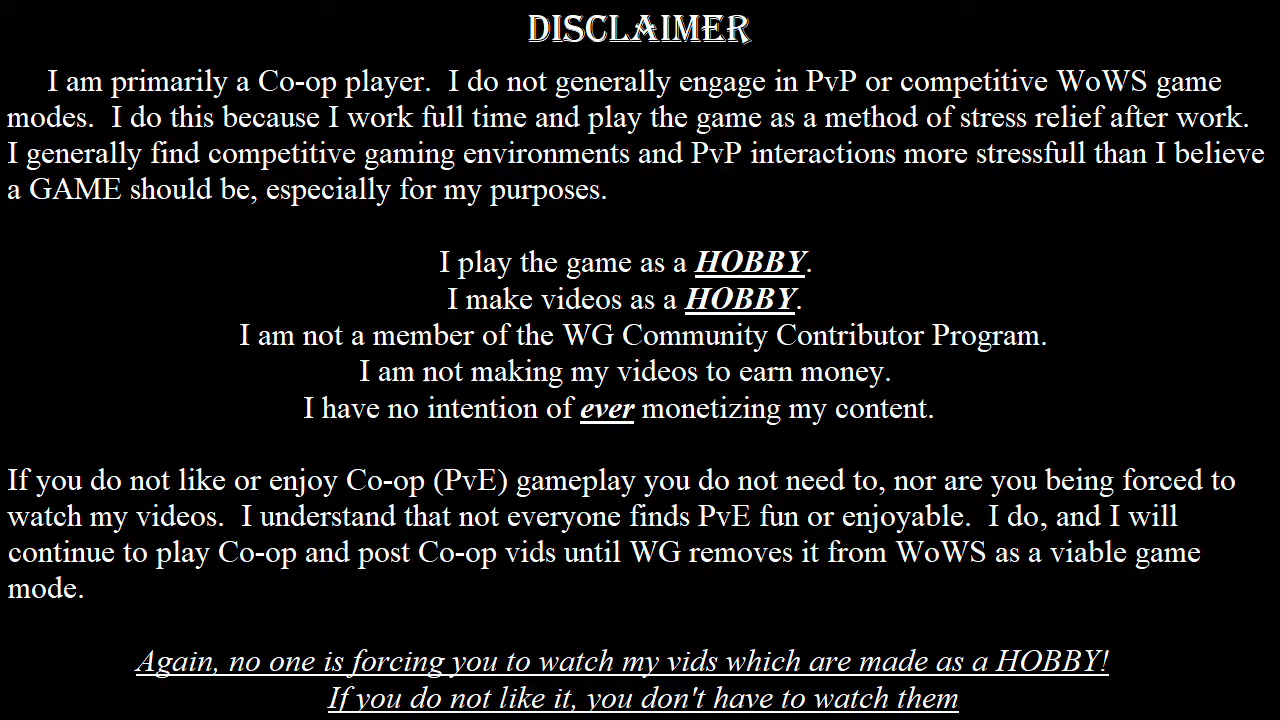 DISCLAIMER
I am primarily a Co-op player.  I do not generally engage in PvP or competitive WoWS game
modes.  I do this because I work full time and play the game as a method of stress relief after work.
I generally find competitive gaming environments and PvP interactions more stressfull than I believe
a GAME should be, especially for my purposes.
I play the game as a HOBBY.
I make videos as a HOBBY.
I am not a member of the WG Community Contributor Program.
I am not making my videos to earn money.
I have no intention of ever monetizing my content.
If you do not like or enjoy Co-op (PvE) gameplay you do not need to, nor are you being forced to
watch my videos.  I understand that not everyone finds PvE fun or enjoyable.  I do, and I will
continue to play Co-op and post Co-op vids until WG removes it from WoWS as a viable game
mode.
Again, no one is forcing you to watch my vids which are made as a HOBBY!
If you do not like it, you don't have to watch them